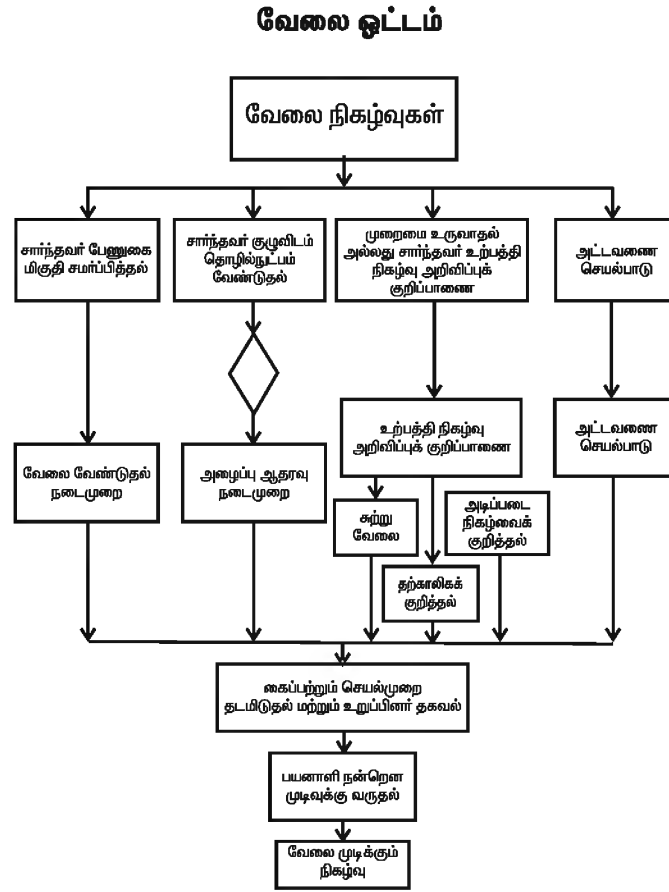 வேலை ஓட்டம்
வேலை நிகழ்வுகள்
சார்ந்தவர் பேணுகை
மிகுதி சமர்ப்பித்தல்
சார்ந்தவர் குழுவிடம்
தொழில்நுட்பம்
வேண்டுதல்
முறைமை உருவாதல்
அல்லது சார்ந்தவர் உற்பத்தி
நிகழ்வு அறிவிப்புக்
குறிப்பாணை
அட்டவணை
செயல்பாடு
உற்பத்தி நிகழ்வு
அறிவிப்புக் குறிப்பாணை
அட்டவணை
செயல்பாடு
வேலை வேண்டுதல்
நடைமுறை
அழைப்பு ஆதரவு
நடைமுறை
சுற்று
வேலை
அடிப்படை
நிகழ்வைக்
குறித்தல்
தற்காலிகக்
குறித்தல்
கைப்பற்றும் செயல்முறை
தடமிடுதல் மற்றும் உறுப்பினர் தகவல்
பயனாளி நன்றென
முடிவுக்கு வருதல்
வேலை முடிக்கும்
நிகழ்வு